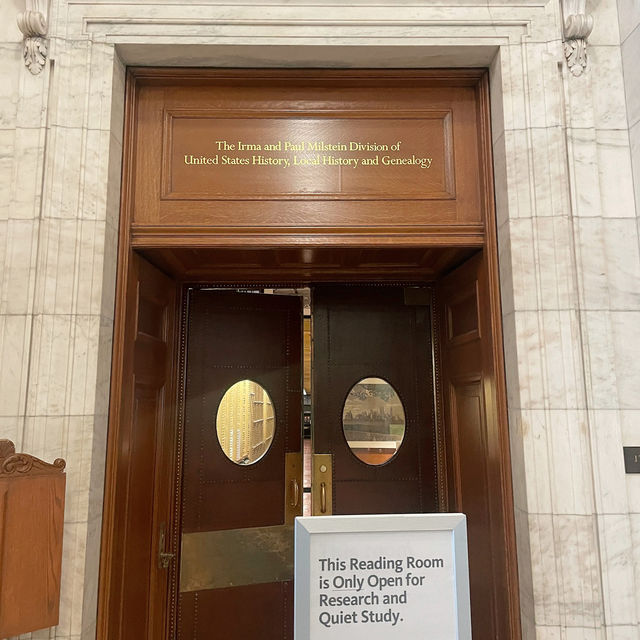 The Irma and Paul Milstein Division of
United States History, Local History and Genealogy
This Reading Room
is Only Open for
Research and
Quiet Study.